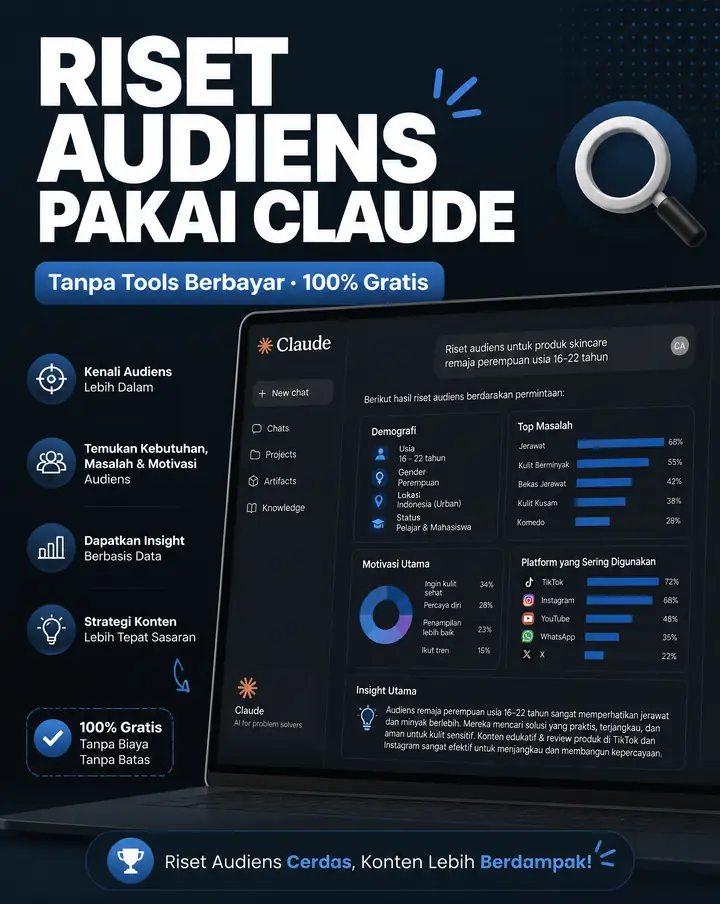 RISET
AUDIENS
PAKAI CLAUDE
Tanpa Tools Berbayar · 100% Gratis
Kenali Audiens
Lebih Dalam
Temukan Kebutuhan,
Masalah & Motivasi
Audiens
Dapatkan Insight
Berbasis Data
Strategi Konten
Lebih Tepat Sasaran
100% Gratis
Tanpa Biaya
Tanpa Batas
Claude
+ New chat
Chats
Projects
Artifacts
Knowledge
Claude
AI for problem solvers
Riset audiens untuk produk skincare
remaja perempuan usia 16-22 tahun
CA
Berikut hasil riset audiens berdarakan permintaan:
Demografi
Usia
16 - 22 tahun
Gender
Perempuan
Lokasi
Indonesia (Urban)
Status
Pelajar & Mahasiswa
Top Masalah
Jerawat 68%
Kulit Berminyak 55%
Bekas Jerawat 42%
Kulit Kusam 38%
Komedo 28%
Motivasi Utama
Ingin kulit
sehat 34%
Percaya diri 28%
Penampilan
lebih baik 23%
Ikut tren 15%
Platform yang Sering Digunakan
TikTok 72%
Instagram 68%
YouTube 48%
WhatsApp 35%
X 22%
Insight Utama
Audiens remaja perempuan usia 16-22 tahun sangat memperhatikan jerawat
dan minyak berlebih. Mereka mencari solusi yang praktis, terjangkau, dan
aman untuk kulit sensitif. Konten edukatif & review produk di TikTok dan
Instagram sangat efektif untuk menjangkau dan membangun kepercayaan.
Riset Audiens Cerdas, Konten Lebih Berdampak!